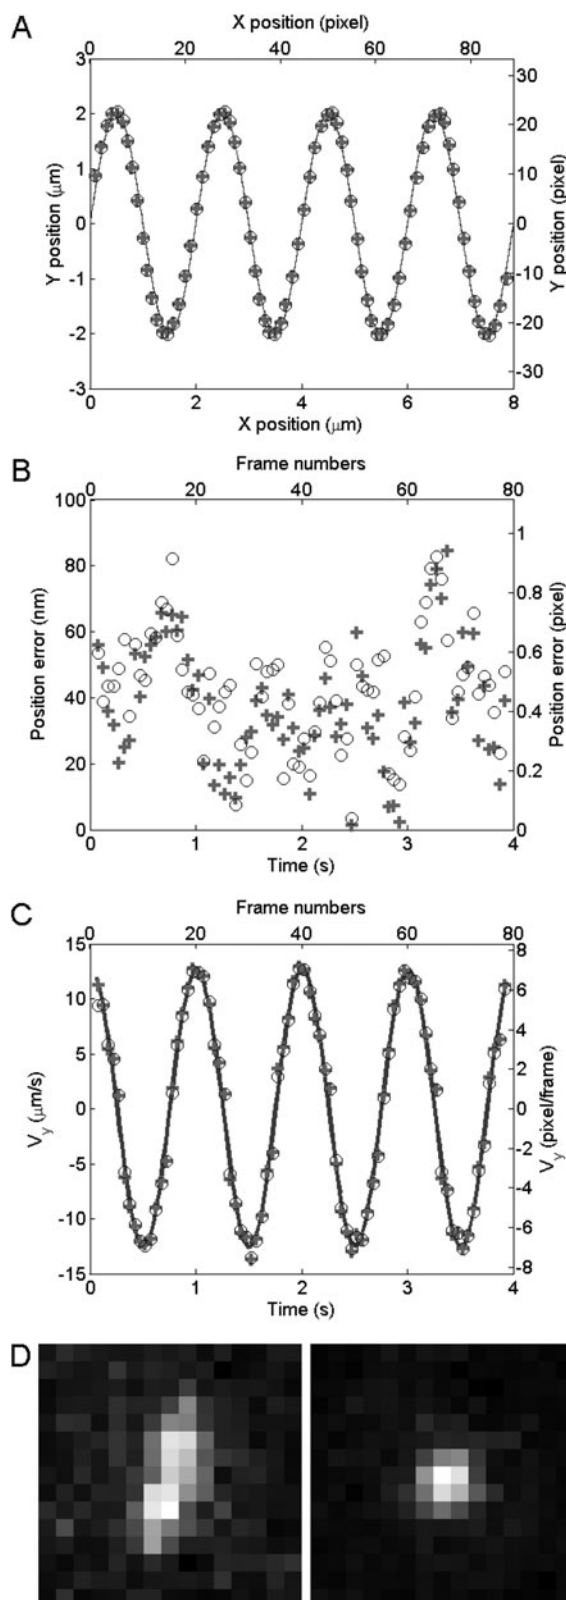 A
X position (pixel)
0 20 40 60 80
3
2
1
0
-1
-2
-3
Y position (μm)
30
20
10
0
-10
-20
-30
Y position (pixel)
0 2 4 6 8
X position (μm)
B
Frame numbers
0 20 40 60 80
100
80
60
40
20
0
Position error (nm)
1
0.8
0.6
0.4
0.2
0
Position error (pixel)
0 1 2 3 4
Time (s)
C
Frame numbers
0 20 40 60 80
15
10
5
0
-5
-10
-15
Vy (μm/s)
8
6
4
2
0
-2
-4
-6
-8
Vy (pixel/frame)
0 1 2 3 4
Time (s)
D